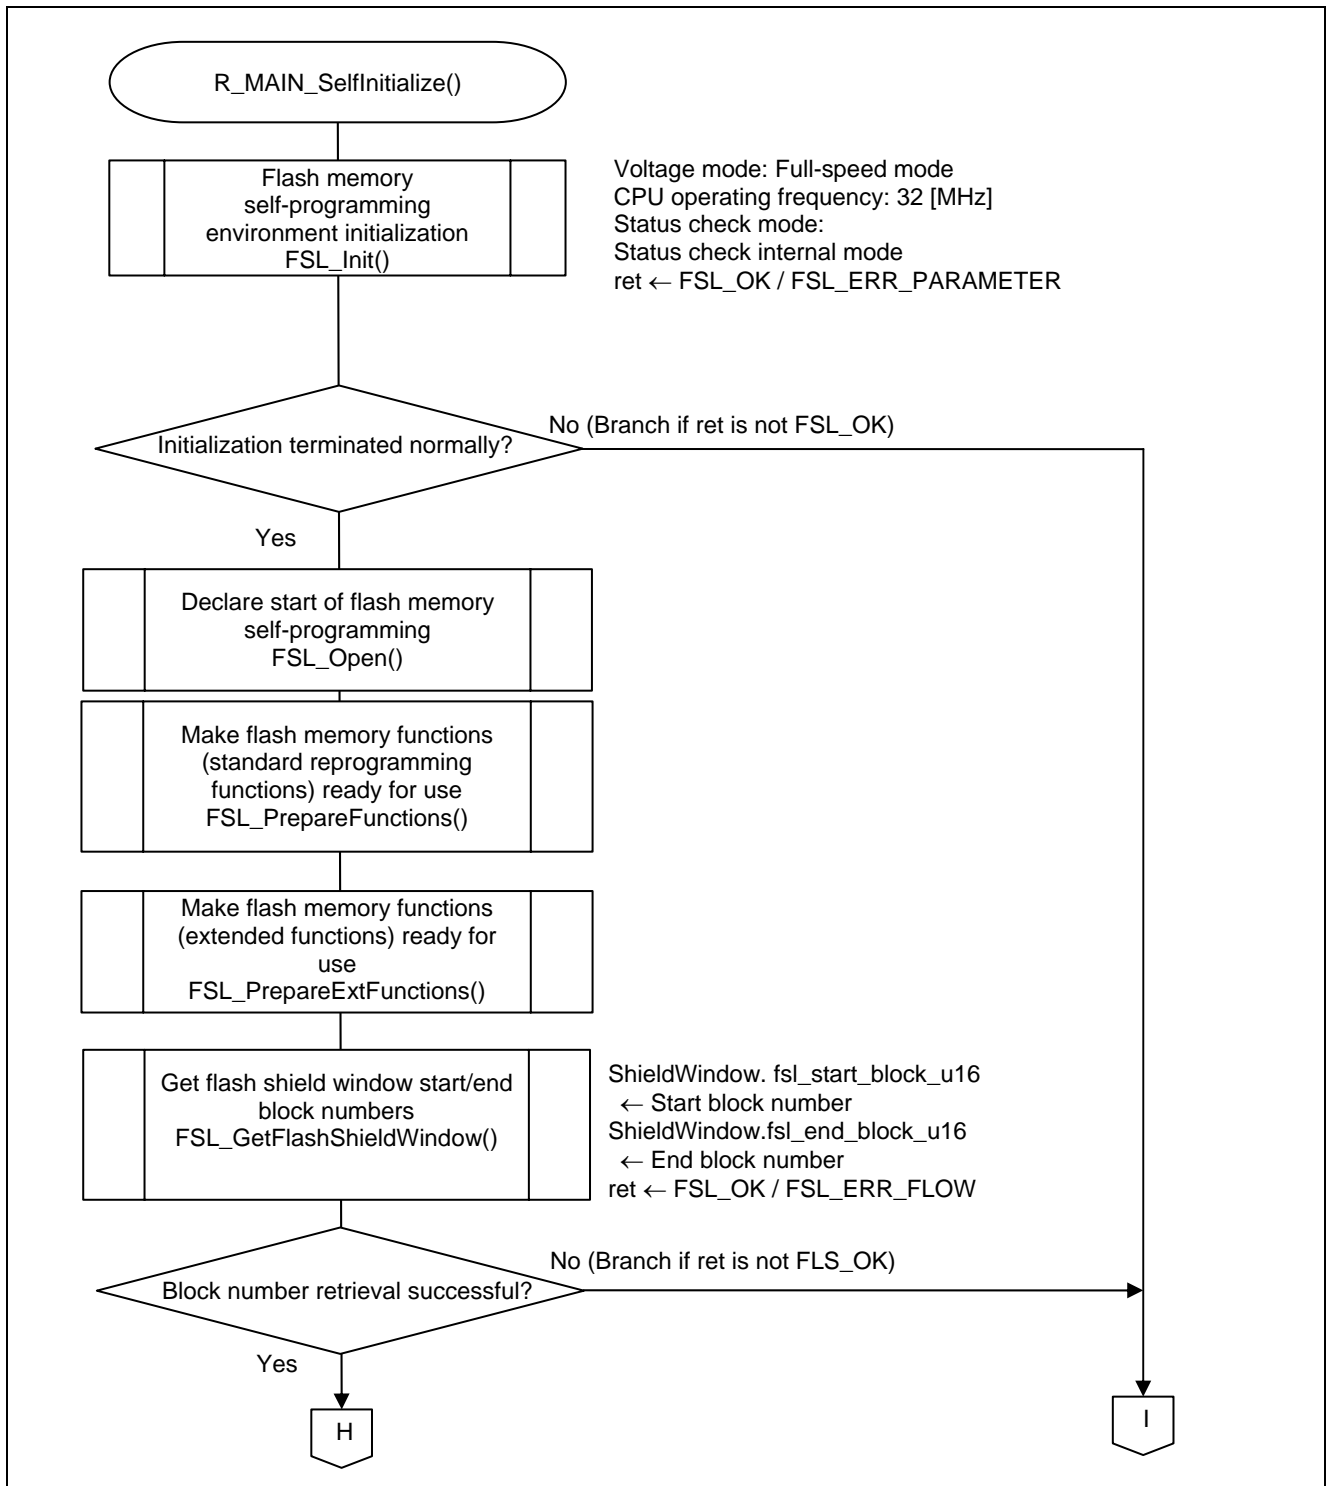 R_MAIN_SelfInitialize()
Flash memory
self-programming
environment initialization
FSL_Init()
Voltage mode: Full-speed mode
CPU operating frequency: 32 [MHz]
Status check mode:
Status check internal mode
ret ← FSL_OK / FSL_ERR_PARAMETER
Initialization terminated normally?
No (Branch if ret is not FSL_OK)
Yes
Declare start of flash memory
self-programming
FSL_Open()
Make flash memory functions
(standard reprogramming
functions) ready for use
FSL_PrepareFunctions()
Make flash memory functions
(extended functions) ready for
use
FSL_PrepareExtFunctions()
Get flash shield window start/end
block numbers
FSL_GetFlashShieldWindow()
ShieldWindow. fsl_start_block_u16
← Start block number
ShieldWindow.fsl_end_block_u16
← End block number
ret ← FSL_OK / FSL_ERR_FLOW
Block number retrieval successful?
No (Branch if ret is not FLS_OK)
Yes
H
I